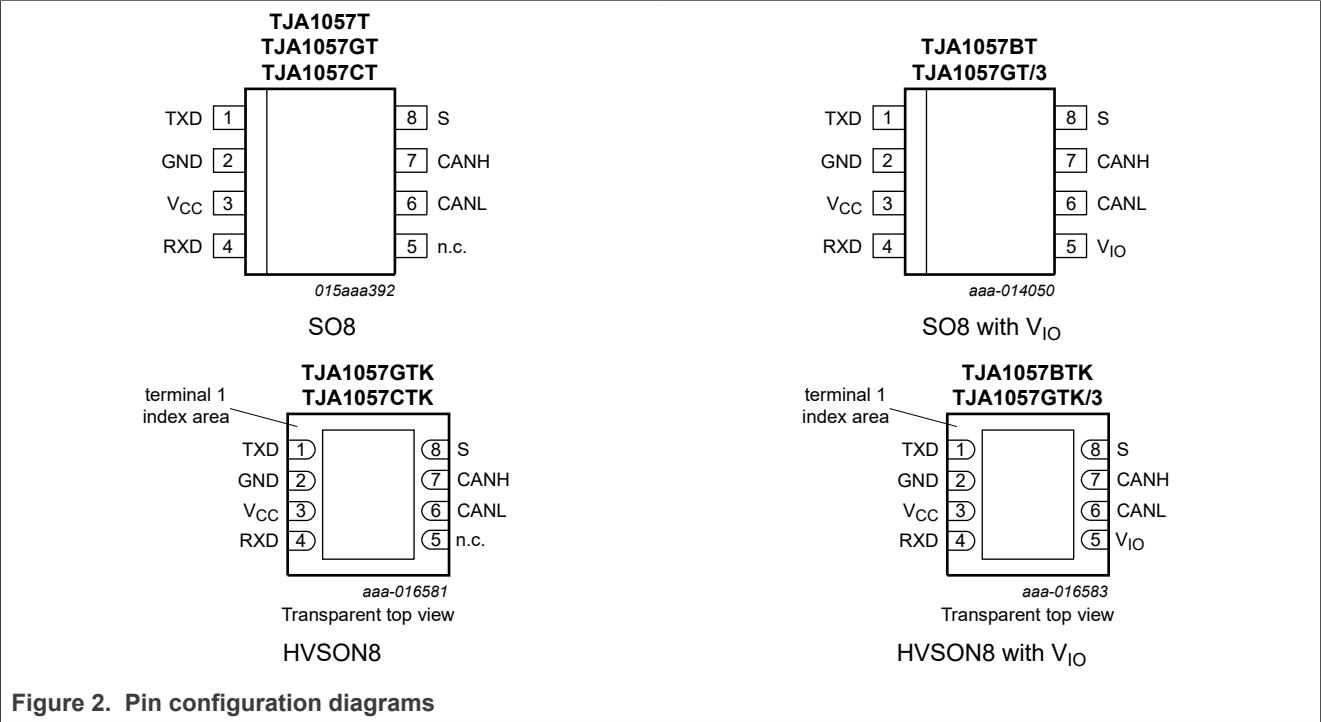 TJA1057T
TJA1057GT
TJA1057CT
TXD 1
GND 2
VCC 3
RXD 4
8 S
7 CANH
6 CANL
5 n.c.
015aaa392
SO8
TJA1057BT
TJA1057GT/3
TXD 1
GND 2
VCC 3
RXD 4
8 S
7 CANH
6 CANL
5 VIO
aaa-014050
SO8 with VIO
TJA1057GTK
TJA1057CTK
terminal 1
index area
TXD 1
GND 2
VCC 3
RXD 4
8 S
7 CANH
6 CANL
5 n.c.
aaa-016581
Transparent top view
HVSON8
TJA1057BTK
TJA1057GTK/3
terminal 1
index area
TXD 1
GND 2
VCC 3
RXD 4
8 S
7 CANH
6 CANL
5 VIO
aaa-016583
Transparent top view
HVSON8 with VIO
Figure 2. Pin configuration diagrams